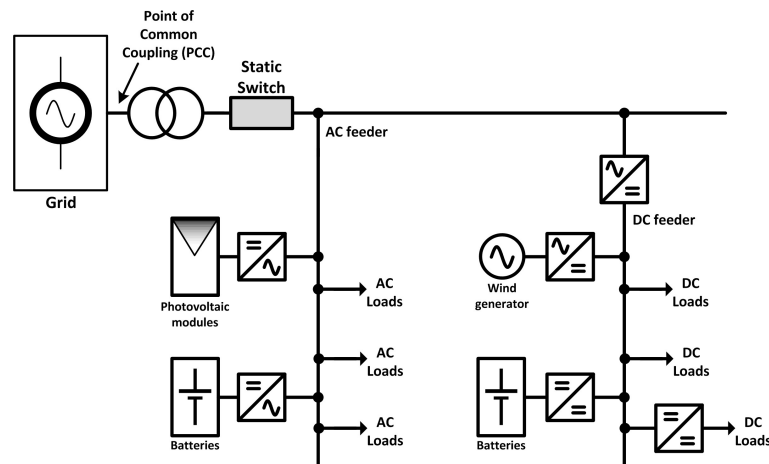 Point of
Common
Coupling (PCC)
Static
Switch
AC feeder
Grid
DC feeder
Photovoltaic
modules
AC
Loads
Wind
generator
DC
Loads
AC
Loads
DC
Loads
Batteries
AC
Loads
Batteries
DC
Loads